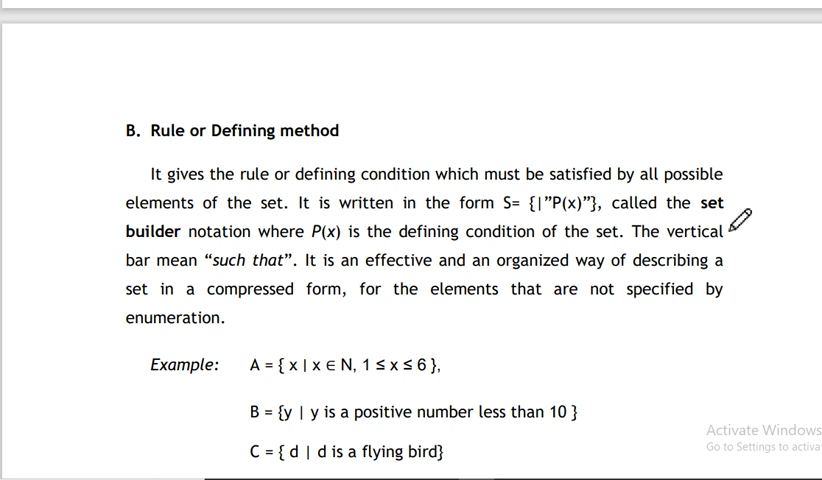 B. Rule or Defining method
It gives the rule or defining condition which must be satisfied by all possible
elements of the set. It is written in the form S= {|”P(x)”}, called the set
builder notation where P(x) is the defining condition of the set. The vertical
bar mean “such that”. It is an effective and an organized way of describing a
set in a compressed form, for the elements that are not specified by
enumeration.
Example: A = { x | x ∈ N, 1 ≤ x ≤ 6 },
B = {y | y is a positive number less than 10 }
C = { d | d is a flying bird}
Activate Windows
Go to Settings to activa